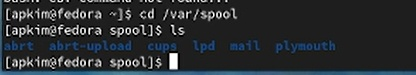 [apkim@fedora ~]$ cd /var/spool
[apkim@fedora spool]$ ls
abrt abrt-upload cups lpd mail plymouth
[apkim@fedora spool]$